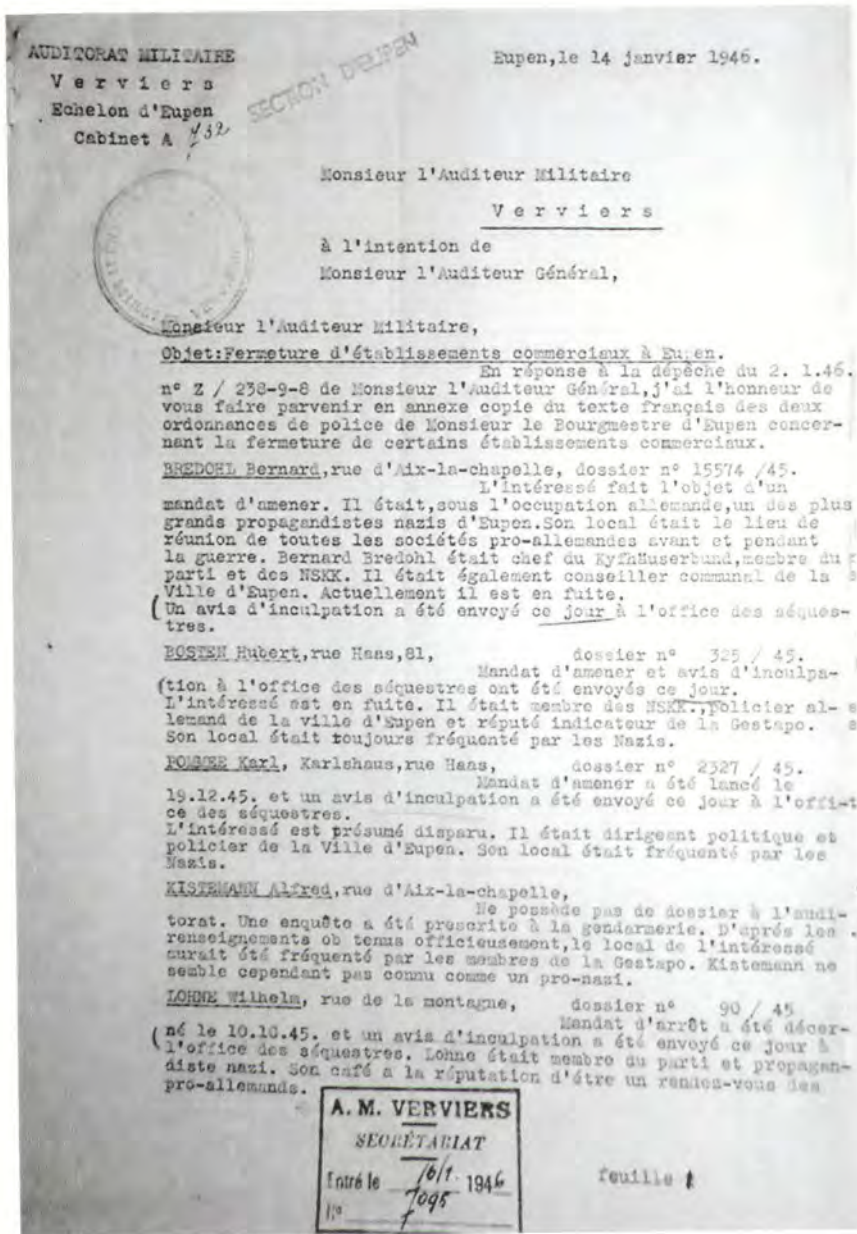 AUDITORAT MILITAIRE
Verviers
Echelon d'Eupen
Cabinet A 732
SECTION D'EUPEN
Eupen,le 14 janvier 1946.
Monsieur l'Auditeur Militaire
Verviers
à l'intention de
Monsieur l'Auditeur Général,
Monsieur l'Auditeur Militaire,
Objet:Fermeture d'établissements commerciaux à Eupen.
En réponse à la dépêche du 2. 1.46.
n° Z / 238-9-8 de Monsieur l'Auditeur Général,j'ai l'honneur de
vous faire parvenir en annexe copie du texte français des deux
ordonnances de police de Monsieur le Bourgmestre d'Eupen concer-
nant la fermeture de certains établissements commerciaux.
BREDOHL Bernard,rue d'Aix-la-chapelle, dossier n° 15574 /45.
L'intéressé fait l'objet d'un
mandat d'amener. Il était,sous l'occupation allemande,un des plus
grands propagandistes nazis d'Eupen.Son local était le lieu de
réunion de toutes les sociétés pro-allemandes avant et pendant
la guerre. Bernard Bredohl était chef du Kyfhäuserbund,membre du
parti et des NSKK. Il était également conseiller communal de la
Ville d'Eupen. Actuellement il est en fuite.
(Un avis d'inculpation a été envoyé ce jour à l'office des séques-
tres.
BOSTEN Hubert,rue Haas,81, dossier n° 325 / 45.
Mandat d'amener et avis d'inculpa-
(tion à l'office des séquestres ont été envoyés ce jour.
L'intéressé est en fuite. Il était membre des NSKK.,Policier al-
lemand de la ville d'Eupen et réputé indicateur de la Gestapo.
Son local était toujours fréquenté par les Nazis.
Karl, Karlshaus,rue Haas, dossier n° 2327 / 45.
Mandat d'amener a été lancé le
19.12.45. et un avis d'inculpation a été envoyé ce jour à l'offi-
ce des séquestres.
L'intéressé est présumé disparu. Il était dirigeant politique et
policier de la Ville d'Eupen. Son local était fréquenté par les
Nazis.
KISTEMANN Alfred,rue d'Aix-la-chapelle,
Ne possède pas de dossier à l'audi-
torat. Une enquête a été prescrite à la gendarmerie. D'aprés les
renseignements ob tenus officieusement,le local de l'intéressé
aurait été fréquenté par les membres de la Gestapo. Kistemann ne
semble cependant pas connu comme un pro-nazi.
LOHNE Wilhelm, rue de la montagne, dossier n° 90 / 45
Mandat d'arrêt a été décer-
(né le 10.10.45. et un avis d'inculpation a été envoyé ce jour à
l'office des séquestres. Lohne était membre du parti et propagan-
diste nazi. Son café a la réputation d'être un rendez-vous des
pro-allemands.
A. M. VERVIERS
SECRÉTARIAT
Entré le 16/1 1946
N° 7095
feuille 1